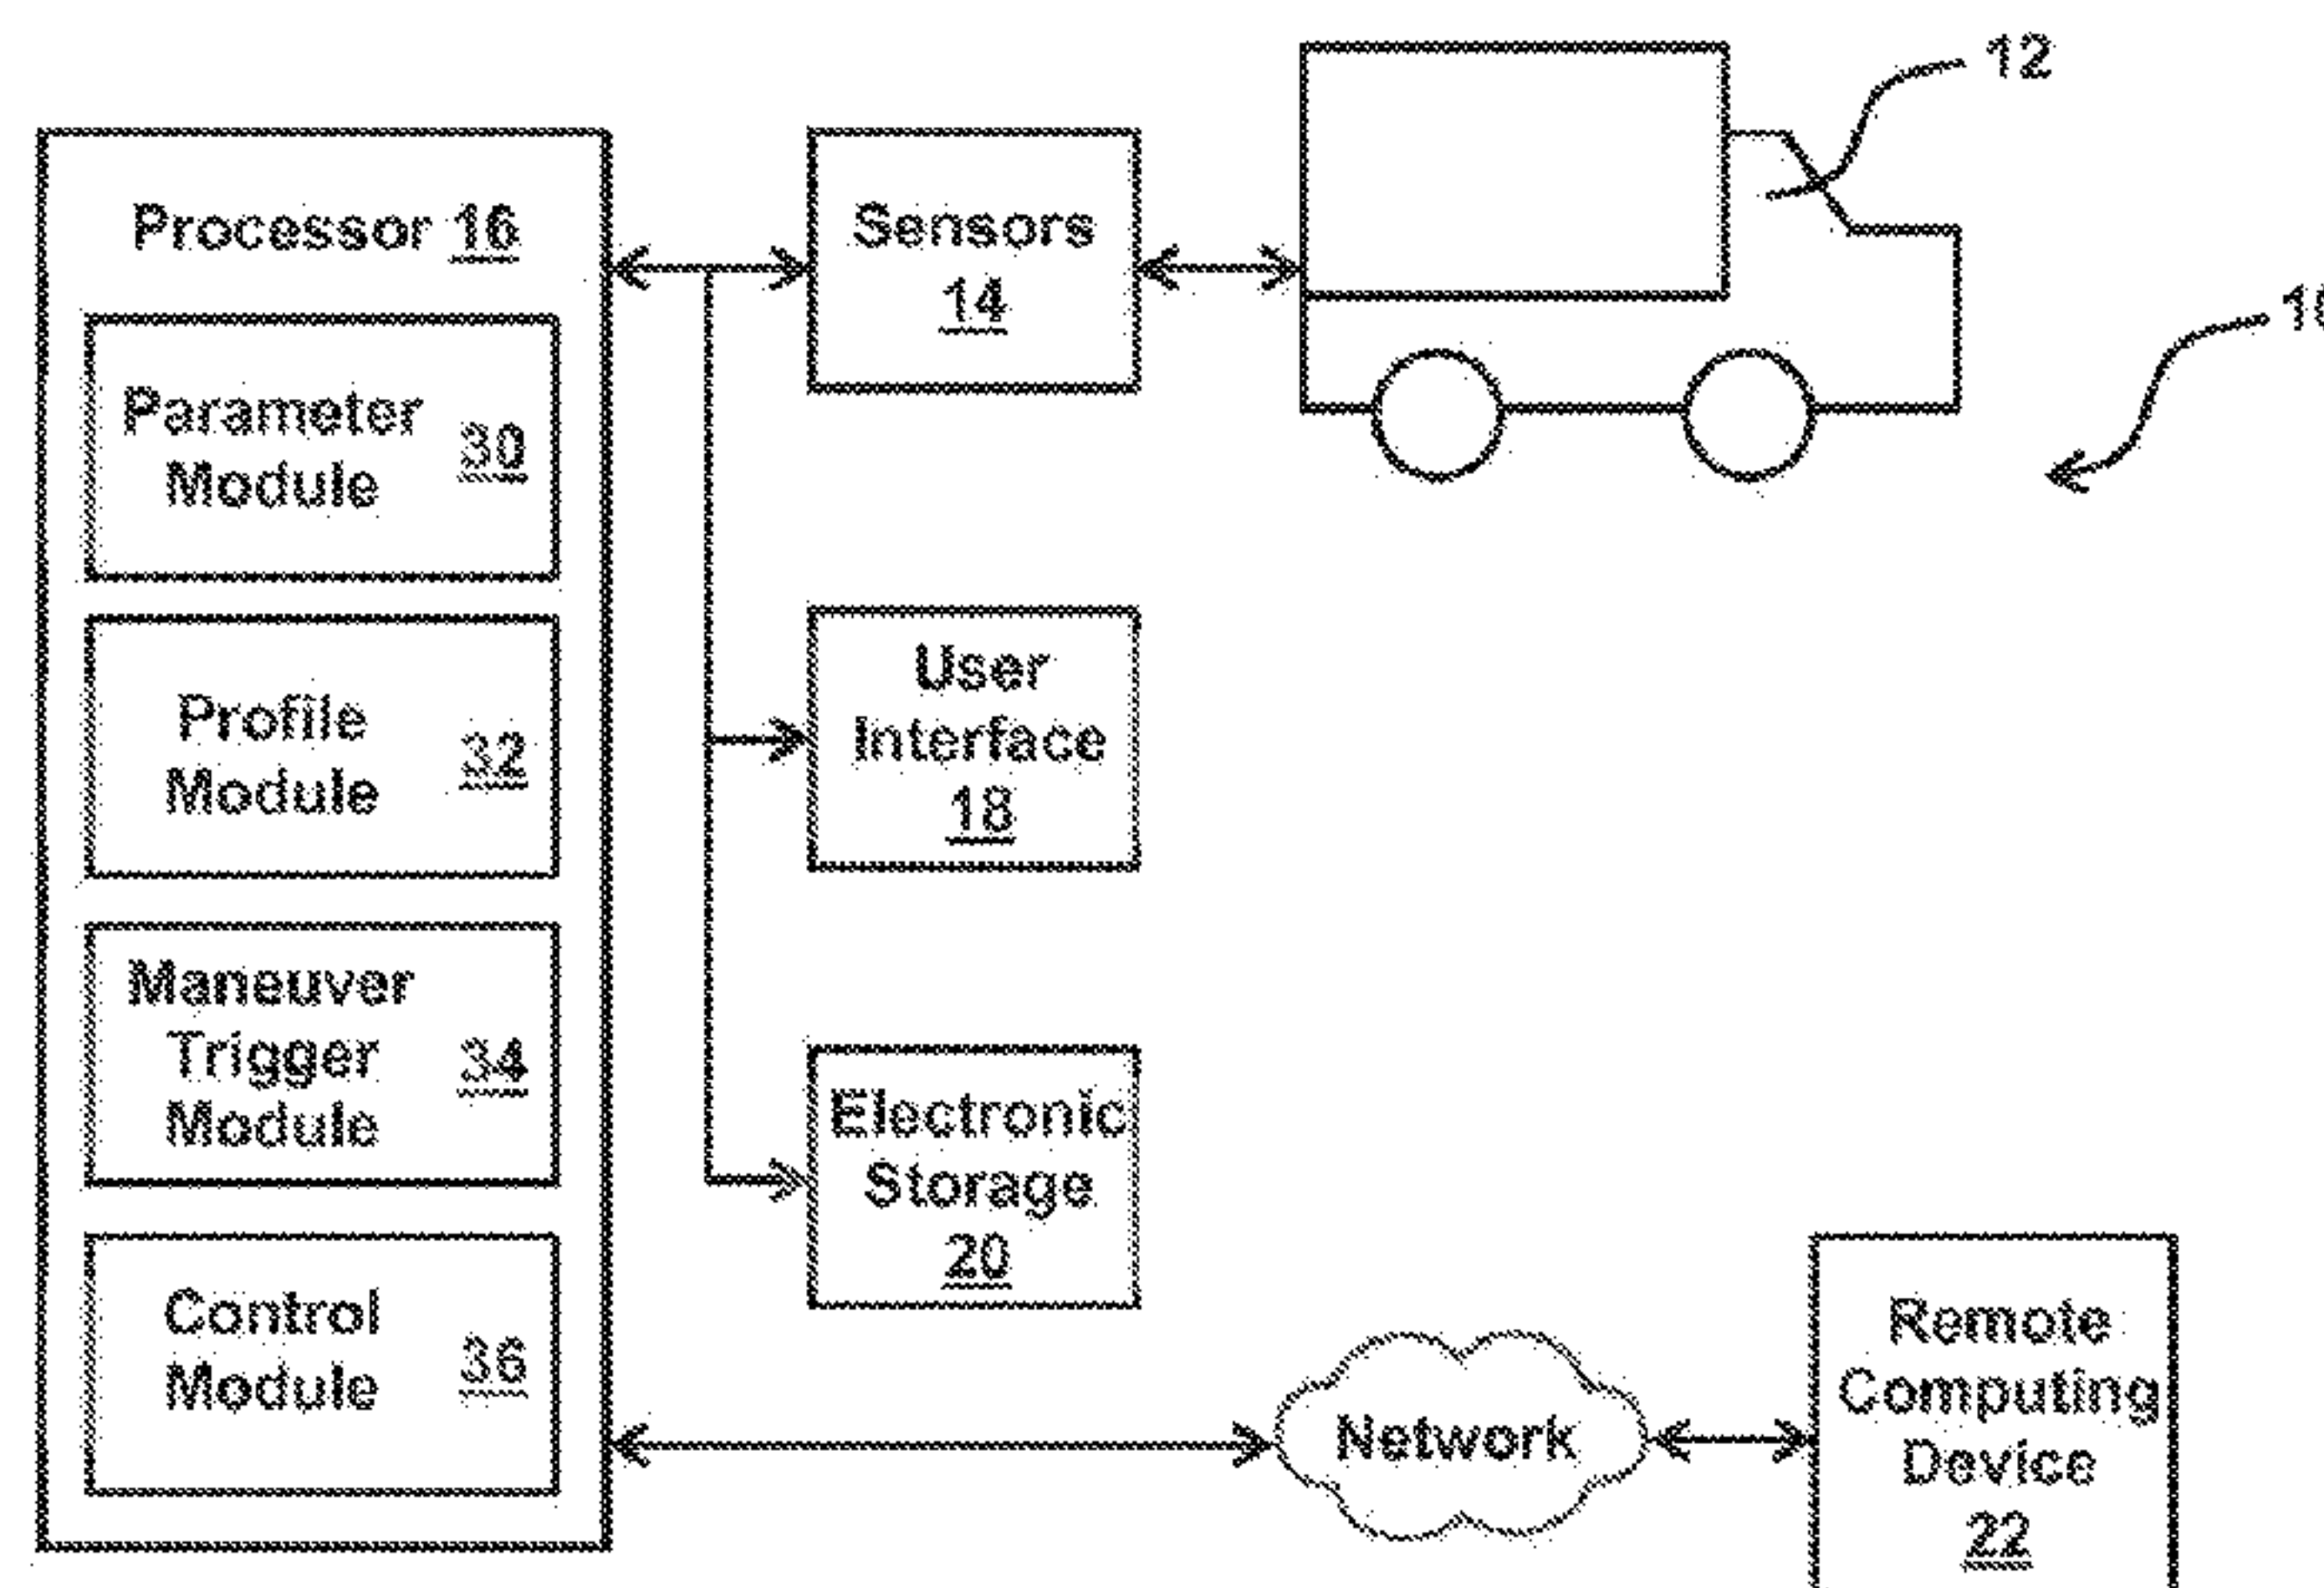 12
Processor 16
Sensors
14
Parameter
Module
30
User
Interface
18
Profile
Module
32
Maneuver
Trigger
Module
34
Electronic
Storage
20
Control
Module
36
Network
Remote
Computing
Device
22